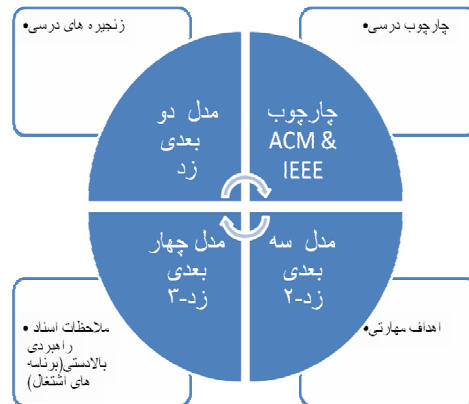 چارچوب درسی•
زنجیره های درسی•
چارچوب
ACM &
IEEE
مدل دو
بعدی
زد
مدل سه
بعدی
زد-۲
مدل چهار
بعدی
زد-۳
اهداف مهارتی•
ملاحظات اسناد•
راهبردی
بالادستی(برنامه
های اشتغال)